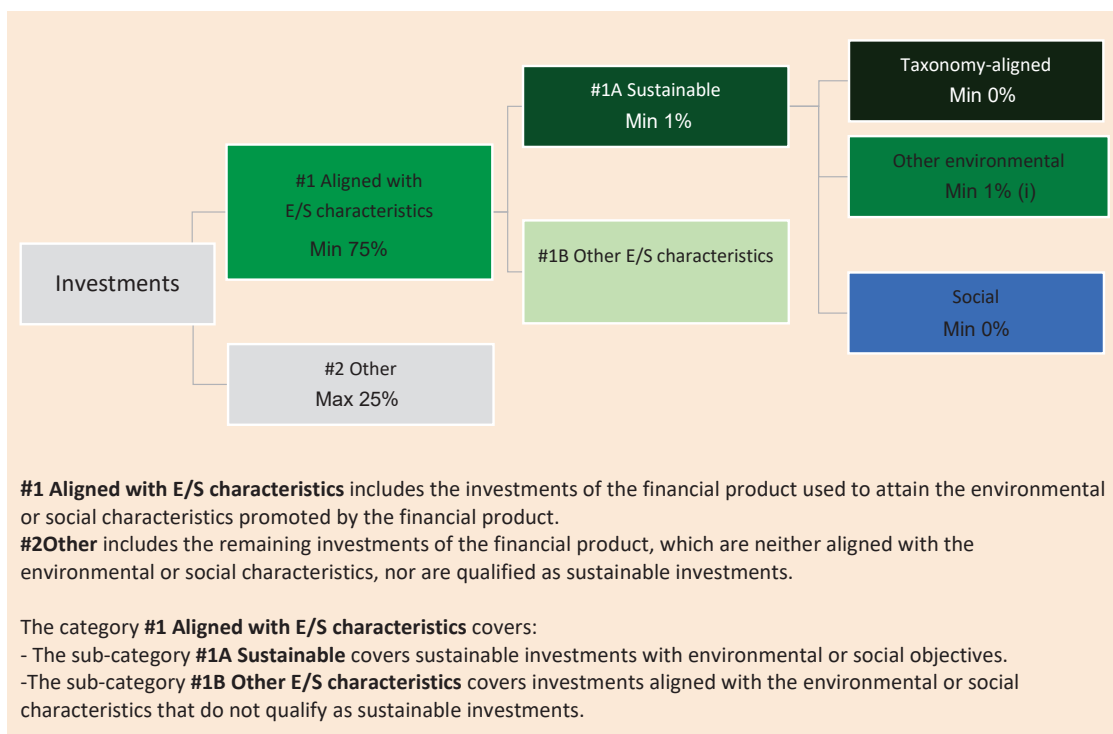 Investments
#1 Aligned with
E/S characteristics
Min 75%
#2 Other
Max 25%
#1A Sustainable
Min 1%
#1B Other E/S characteristics
Taxonomy-aligned
Min 0%
Other environmental
Min 1% (i)
Social
Min 0%
#1 Aligned with E/S characteristics includes the investments of the financial product used to attain the environmental
or social characteristics promoted by the financial product.
#2Other includes the remaining investments of the financial product, which are neither aligned with the
environmental or social characteristics, nor are qualified as sustainable investments.
The category #1 Aligned with E/S characteristics covers:
- The sub-category #1A Sustainable covers sustainable investments with environmental or social objectives.
-The sub-category #1B Other E/S characteristics covers investments aligned with the environmental or social
characteristics that do not qualify as sustainable investments.